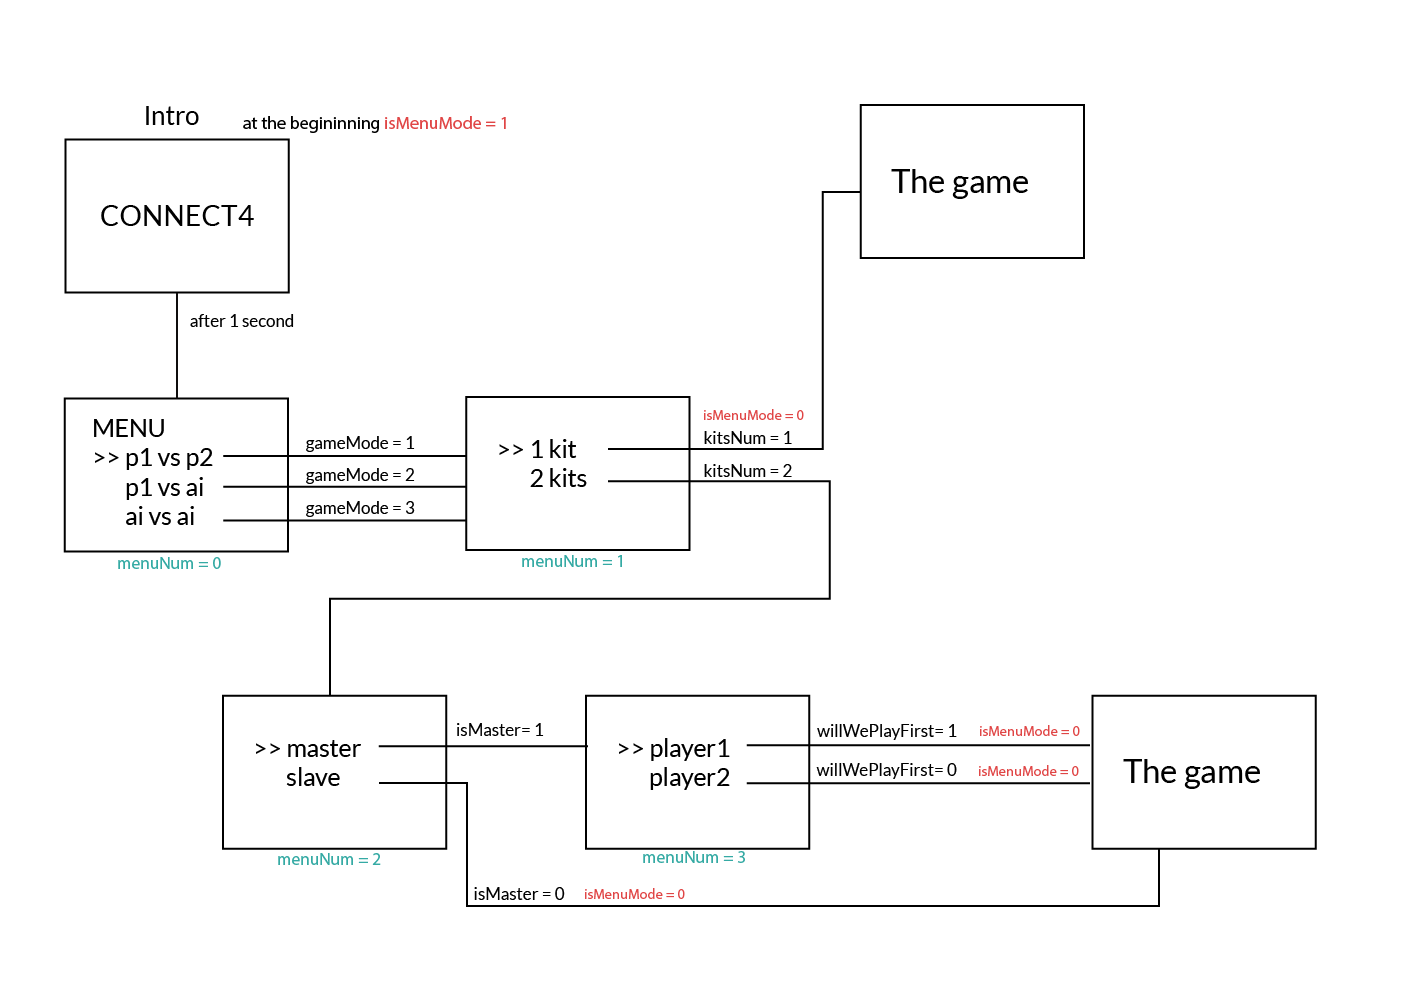 Intro
at the begininning isMenuMode = 1
CONNECT4
The game
after 1 second
MENU
>> p1 vs p2
p1 vs ai
ai vs ai
gameMode = 1
gameMode = 2
gameMode = 3
menuNum = 0
>> 1 kit
2 kits
menuNum = 1
isMenuMode = 0
kitsNum = 1
kitsNum = 2
>> master
slave
menuNum = 2
isMaster= 1
>> player1
player2
menuNum = 3
willWePlayFirst= 1 isMenuMode = 0
willWePlayFirst= 0 isMenuMode = 0
The game
isMaster = 0 isMenuMode = 0